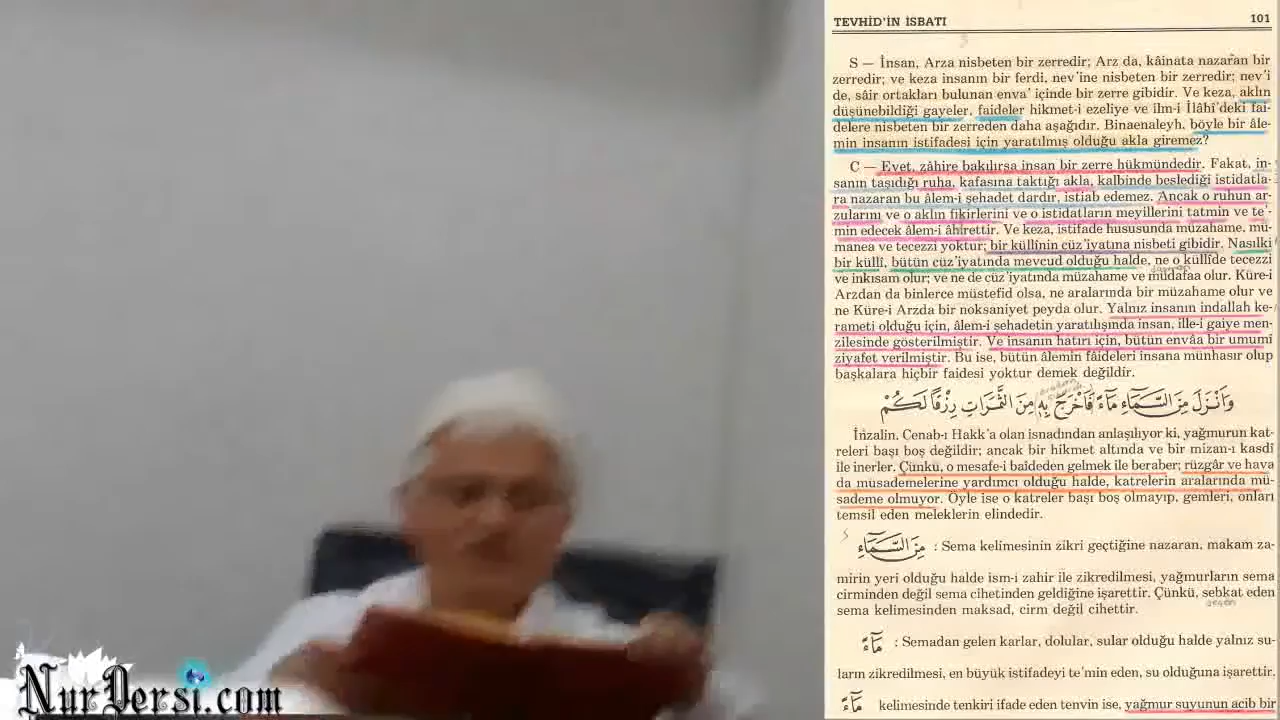 TEVHİD'İN İSBATI 101
S — İnsan, Arza nisbeten bir zerredir; Arz da, kâinata nazaran bir
zerredir; ve keza insanın bir ferdi, nev'ine nisbeten bir zerredir; nev'i
de, sâir ortakları bulunan enva' içinde bir zerre gibidir. Ve keza, aklın
düşünebildiği gayeler, faideler hikmet-i ezeliye ve ilm-i İlâhî'deki fai-
delere nisbeten bir zerreden daha aşağıdır. Binaenaleyh, böyle bir âle-
min insanın istifadesi için yaratılmış olduğu akla giremez?
C — Evet, zâhire bakılırsa insan bir zerre hükmündedir. Fakat, in-
sanın taşıdığı ruha, kafasına taktığı akla, kalbinde beslediği istidatla-
ra nazaran bu âlem-i şehadet dardır, istiab edemez. Ancak o ruhun ar-
zularını ve o aklın fikirlerini ve o istidatların meyillerini tatmin ve te'-
min edecek âlem-i âhirettir. Ve keza, istifade hususunda müzahame, mü-
manea ve tecezzi yoktur; bir küllînin cüz'iyatına nisbeti gibidir. Nasılki
bir küllî, bütün cüz'iyatında mevcud olduğu halde, ne o küllîde tecezzi
ve inkısam olur; ve ne de cüz'iyatında müzahame ve müdafaa olur. Küre-i
Arzdan da binlerce müstefid olsa, ne aralarında bir müzahame olur ve
ne Küre-i Arzda bir noksaniyet peyda olur. Yalnız insanın indallah ke-
rameti olduğu için, âlem-i şehadetin yaratılışında insan, ille-i gaiye men-
zilesinde gösterilmiştir. Ve insanın hatırı için, bütün envâa bir umumî
ziyafet verilmiştir. Bu ise, bütün âlemin fâideleri insana münhasır olup
başkalara hiçbir faidesi yoktur demek değildir.
وَاَنْزَلَ مِنَ السَّمَٓاءِ مَٓاءً فَاَخْرَجَ بِه۪ مِنَ الثَّمَرَاتِ رِزْقًا لَكُمْ
İnzalin, Cenab-ı Hakk'a olan isnadından anlaşılıyor ki, yağmurun kat-
releri başı boş değildir; ancak bir hikmet altında ve bir mizan-ı kasdî
ile inerler. Çünkü, o mesafe-i baîdeden gelmek ile beraber; rüzgâr ve hava
da müsademelerine yardımcı olduğu halde, katrelerin aralarında mü-
sademe olmuyor. Öyle ise o katreler başı boş olmayıp, gemleri, onları
temsil eden meleklerin elindedir.
مِنَ السَّمَٓاءِ : Sema kelimesinin zikri geçtiğine nazaran, makam za-
mirin yeri olduğu halde ism-i zahir ile zikredilmesi, yağmurların sema
cirminden değil sema cihetinden geldiğine işarettir. Çünkü, sebkat eden
sema kelimesinden maksad, cirm değil cihettir.
مَٓاءً : Semadan gelen karlar, dolular, sular olduğu halde yalnız su-
ların zikredilmesi, en büyük istifadeyi te'min eden, su olduğuna işarettir.
مَٓاءً kelimesinde tenkiri ifade eden tenvin ise, yağmur suyunun acib bir
NurDersi.com